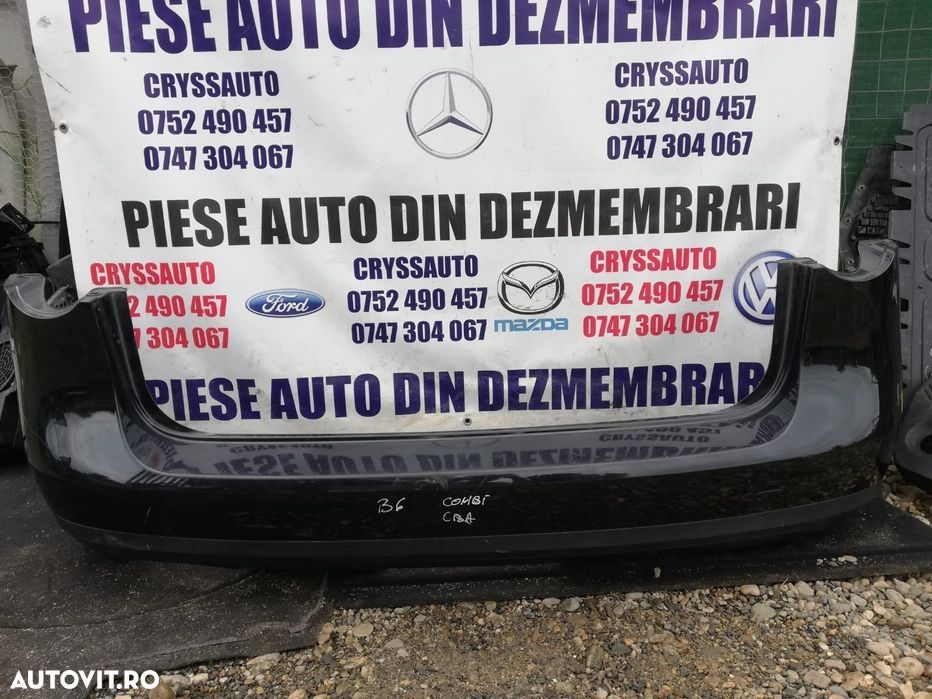 PIESE AUTO DIN DEZMEMBRARI
CRYSSAUTO
0752 490 457
0747 304 067
CRYSSAUTO
0752 490 457
0747 304 067
PIESE AUTO DIN DEZMEMBRARI
CRYSSAUTO
2 490 457
7 304 067
Ford
CRYSSAUTO
0752 490 457
0747 304 067
mazda
CRYSSAUTO
0752 490 457
0747 304 067
PIESE AUTO DIN DEZMEMBRAR
B6
COMBI
CBA
AUTOVIT.RO